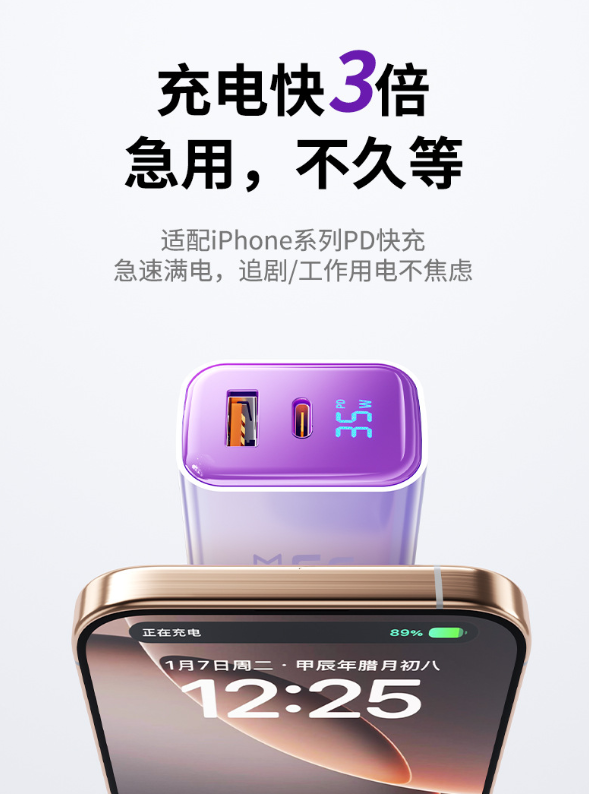 充电快3倍
急用，不久等
适配iPhone系列PD快充
急速满电，追剧/工作用电不焦虑
PD
35W
正在充电
89%
1月7日周二·甲辰年腊月初八
12:25